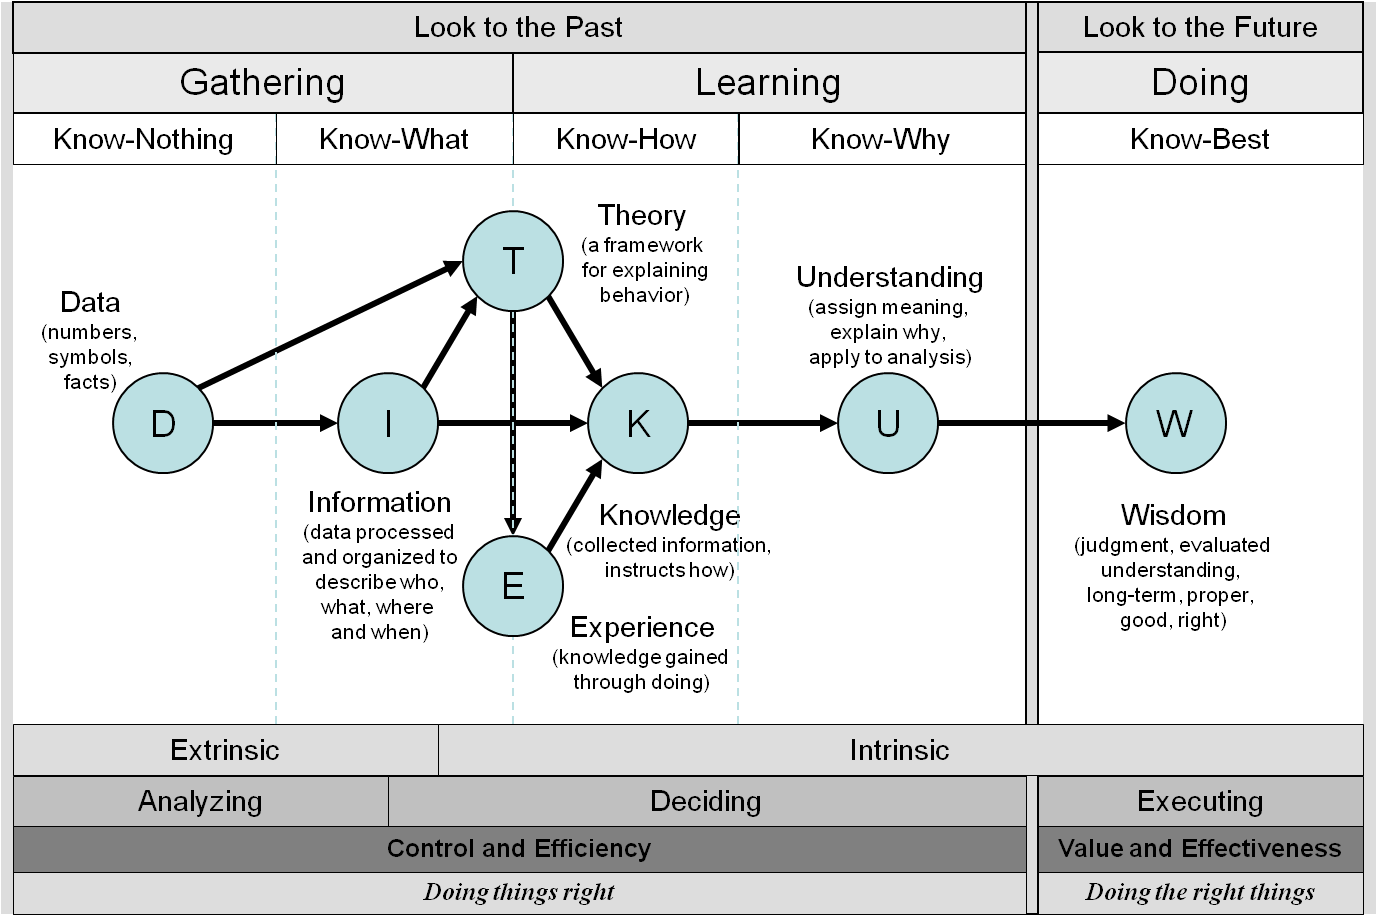 Look to the Past
Look to the Future
Gathering
Learning
Doing
Know-Nothing
Know-What
Know-How
Know-Why
Know-Best
T
Theory
(a framework
for explaining
behavior)
Data
(numbers,
symbols,
facts)
Understanding
(assign meaning,
explain why,
apply to analysis)
D
I
K
U
W
Information
(data processed
and organized to
describe who,
what, where
and when)
Knowledge
(collected information,
instructs how)
Wisdom
(judgment, evaluated
understanding,
long-term, proper,
good, right)
E
Experience
(knowledge gained
through doing)
Extrinsic
Intrinsic
Analyzing
Deciding
Executing
Control and Efficiency
Value and Effectiveness
Doing things right
Doing the right things